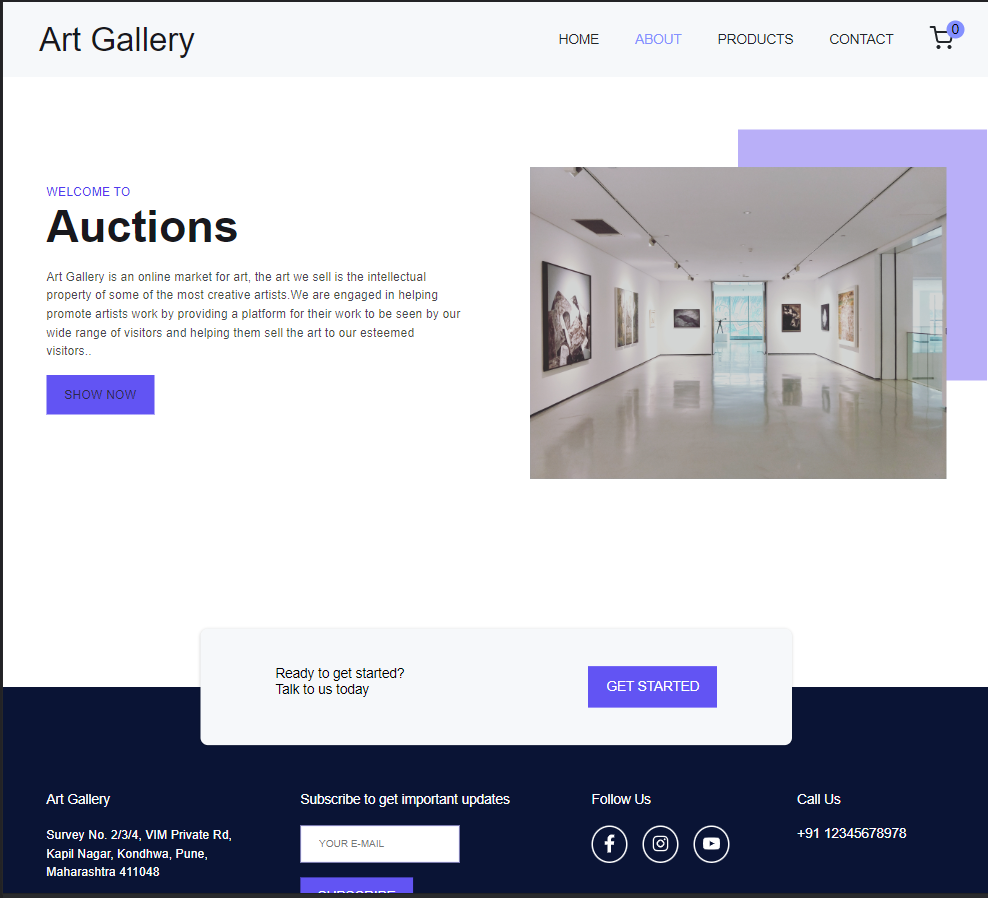 Art Gallery
HOME ABOUT PRODUCTS CONTACT 0
WELCOME TO
Auctions
Art Gallery is an online market for art, the art we sell is the intellectual
property of some of the most creative artists.We are engaged in helping
promote artists work by providing a platform for their work to be seen by our
wide range of visitors and helping them sell the art to our esteemed
visitors..
SHOW NOW
Ready to get started?
Talk to us today
GET STARTED
Art Gallery
Survey No. 2/3/4, VIM Private Rd,
Kapil Nagar, Kondhwa, Pune,
Maharashtra 411048
Subscribe to get important updates
YOUR E-MAIL
SUBSCRIBE
Follow Us
Call Us
+91 12345678978